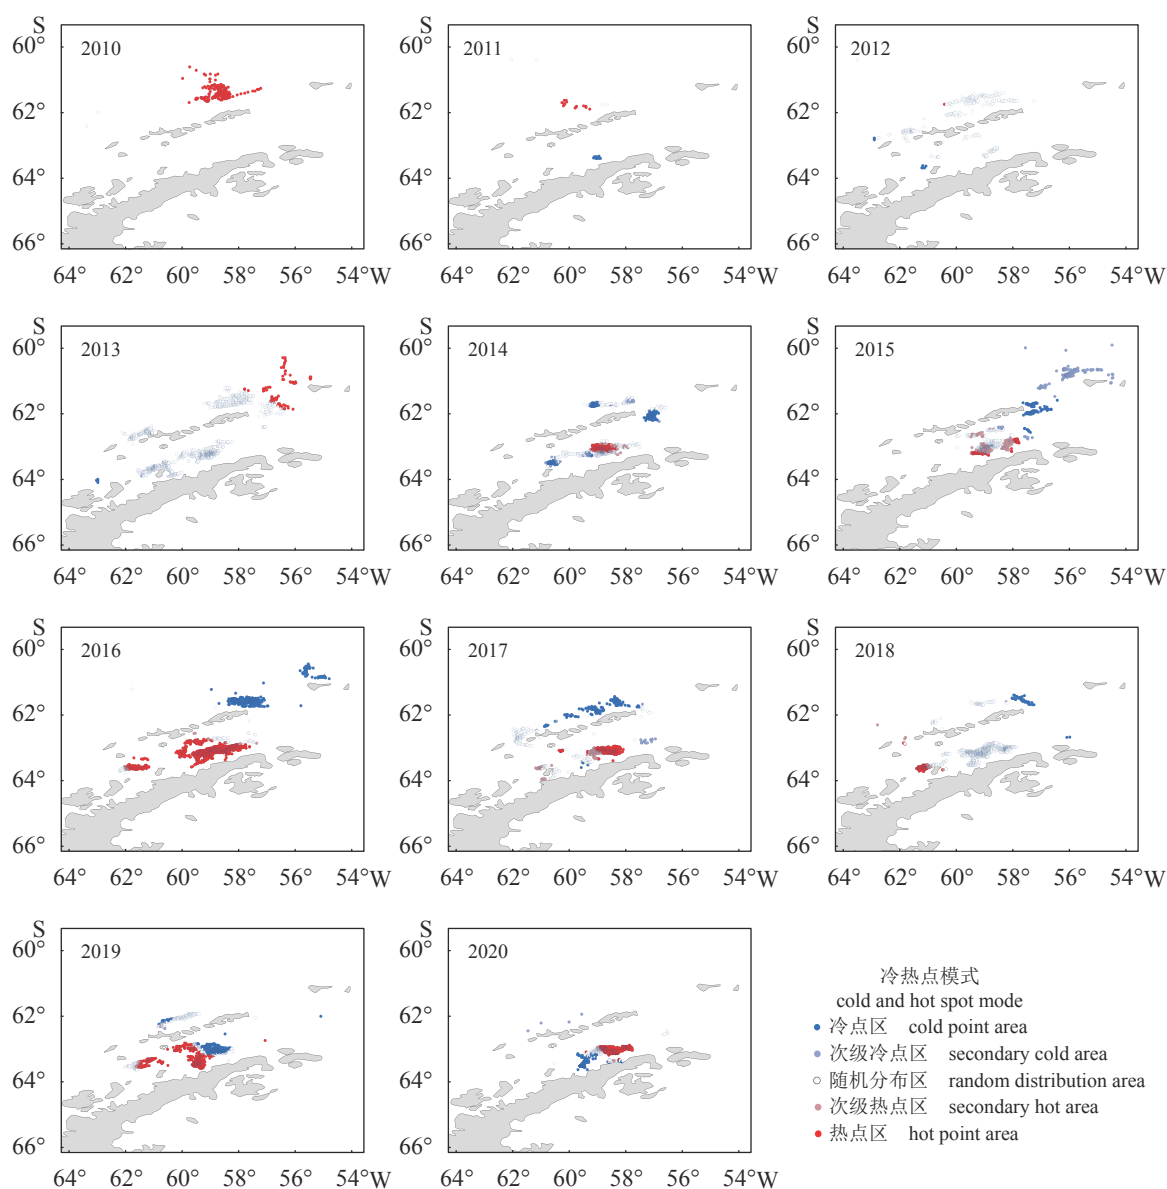 S
60°
62°
64°
66°
2010
64° 62° 60° 58° 56° 54°W
S
60°
62°
64°
66°
2011
64° 62° 60° 58° 56° 54°W
S
60°
62°
64°
66°
2012
64° 62° 60° 58° 56° 54°W
S
60°
62°
64°
66°
2013
64° 62° 60° 58° 56° 54°W
S
60°
62°
64°
66°
2014
64° 62° 60° 58° 56° 54°W
S
60°
62°
64°
66°
2015
64° 62° 60° 58° 56° 54°W
S
60°
62°
64°
66°
2016
64° 62° 60° 58° 56° 54°W
S
60°
62°
64°
66°
2017
64° 62° 60° 58° 56° 54°W
S
60°
62°
64°
66°
2018
64° 62° 60° 58° 56° 54°W
S
60°
62°
64°
66°
2019
64° 62° 60° 58° 56° 54°W
S
60°
62°
64°
66°
2020
64° 62° 60° 58° 56° 54°W
冷热点模式
cold and hot spot mode
冷点区 cold point area
次级冷点区 secondary cold area
随机分布区 random distribution area
次级热点区 secondary hot area
热点区 hot point area